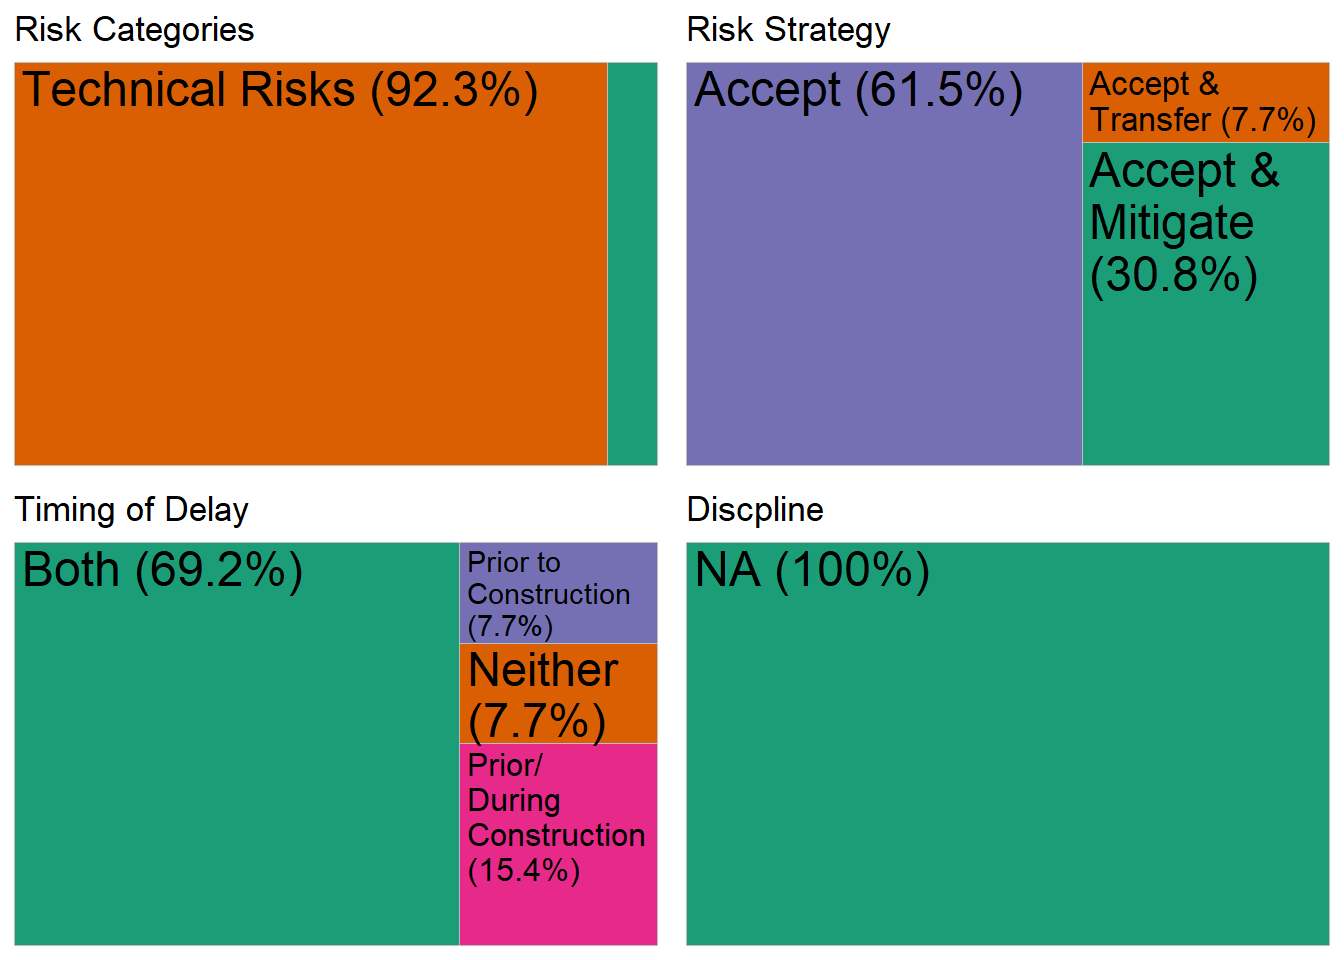 Risk Categories
Technical Risks (92.3%)
Risk Strategy
Accept (61.5%)
Accept &
Transfer (7.7%)
Accept &
Mitigate
(30.8%)
Timing of Delay
Both (69.2%)
Prior to
Construction
(7.7%)
Neither
(7.7%)
Prior/
During
Construction
(15.4%)
Discpline
NA (100%)